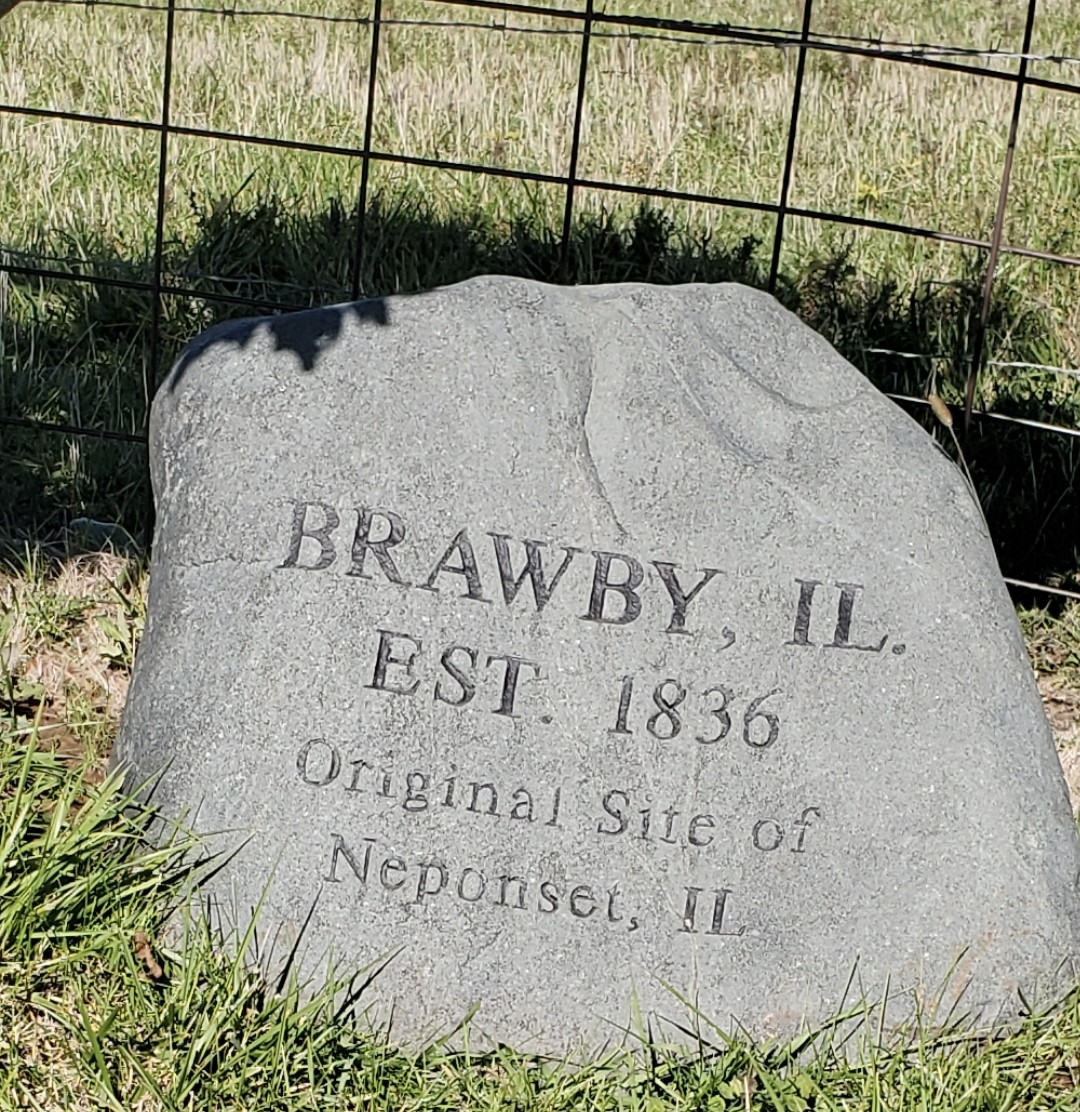 BRAWBY, IL.
EST. 1836
Original Site of
Neponset, IL